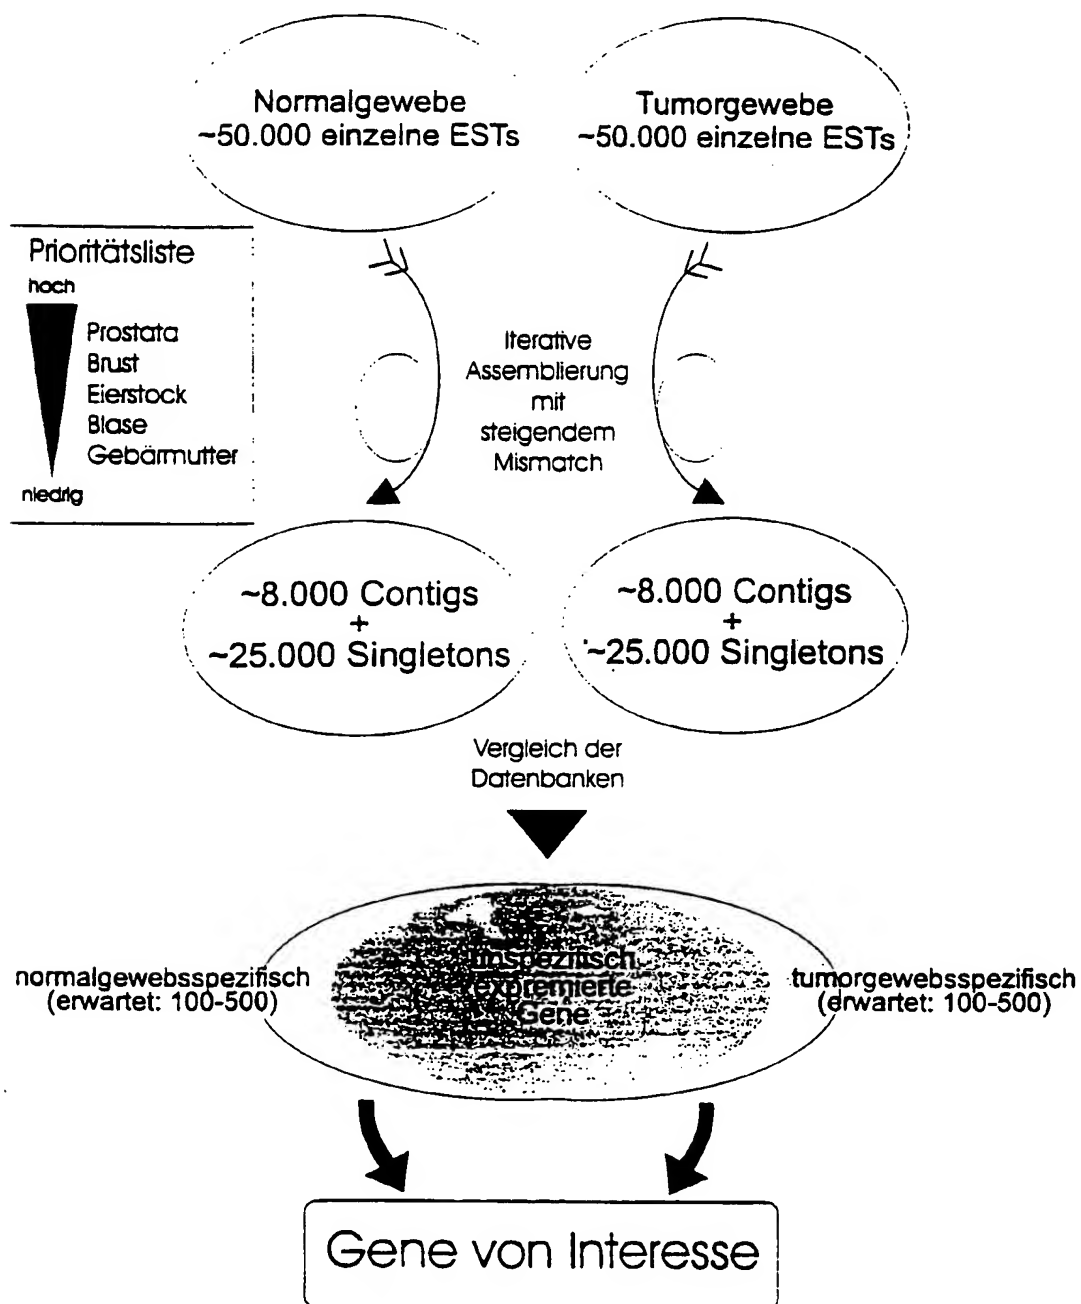 Normalgewebe
~50.000 einzelne ESTs
Tumorgewebe
~50.000 einzelne ESTs
Prioritätsliste
hoch
Prostata
Brust
Eierstock
Blase
Gebärmutter
niedrig
Iterative
Assemblierung
mit
steigendem
Mismatch
~8.000 Contigs
+
~25.000 Singletons
~8.000 Contigs
+
~25.000 Singletons
Vergleich der
Datenbanken
normalgewebsspezifisch
(erwartet: 100-500)
unspezifisch
expremierte
Gene
tumorgewebsspezifisch
(erwartet: 100-500)
Gene von Interesse